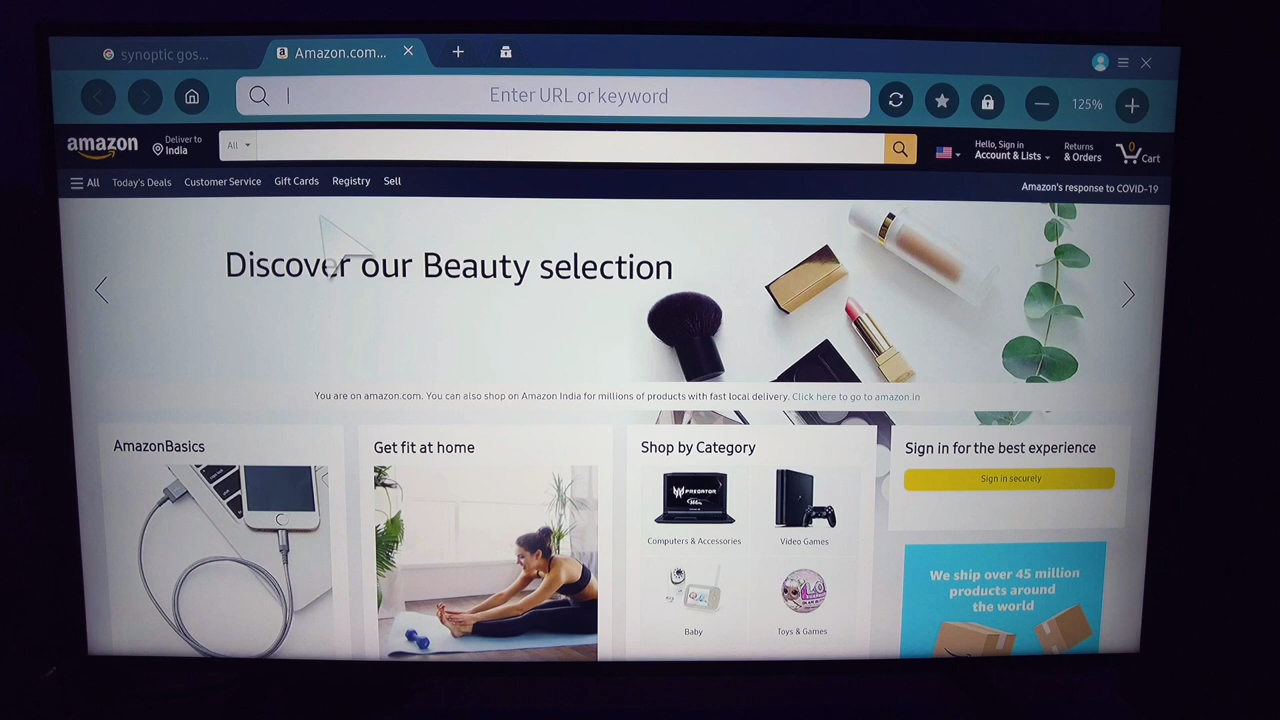 synoptic gos...
Amazon.com...
Enter URL or keyword
125%
amazon
Deliver to
India
All
Hello, Sign in
Account & Lists
Returns
& Orders
0
Cart
All
Today's Deals
Customer Service
Gift Cards
Registry
Sell
Amazon's response to COVID-19
Discover our Beauty selection
You are on amazon.com. You can also shop on Amazon India for millions of products with fast local delivery. Click here to go to amazon.in
AmazonBasics
Get fit at home
Shop by Category
PREDATOR
Computers & Accessories
Video Games
Baby
Toys & Games
Sign in for the best experience
Sign in securely
We ship over 45 million
products around
the world